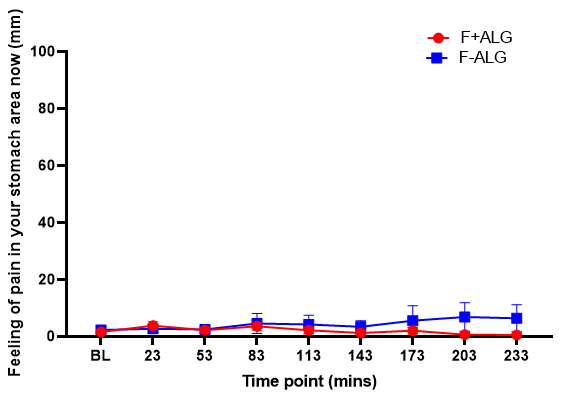 F+ALG
F-ALG
Feeling of pain in your stomach area now (mm)
100
80
60
40
20
0
BL 23 53 83 113 143 173 203 233
Time point (mins)